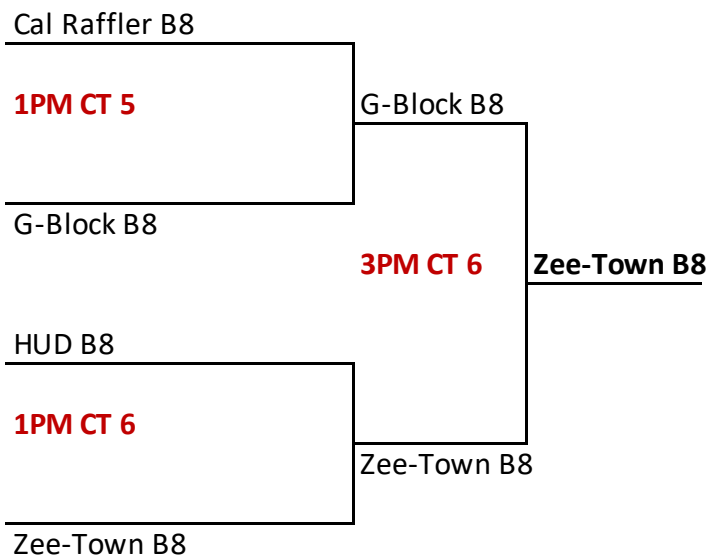 Cal Raffler B8
1PM CT 5
G-Block B8
G-Block B8
3PM CT 6
Zee-Town B8
HUD B8
1PM CT 6
Zee-Town B8
Zee-Town B8